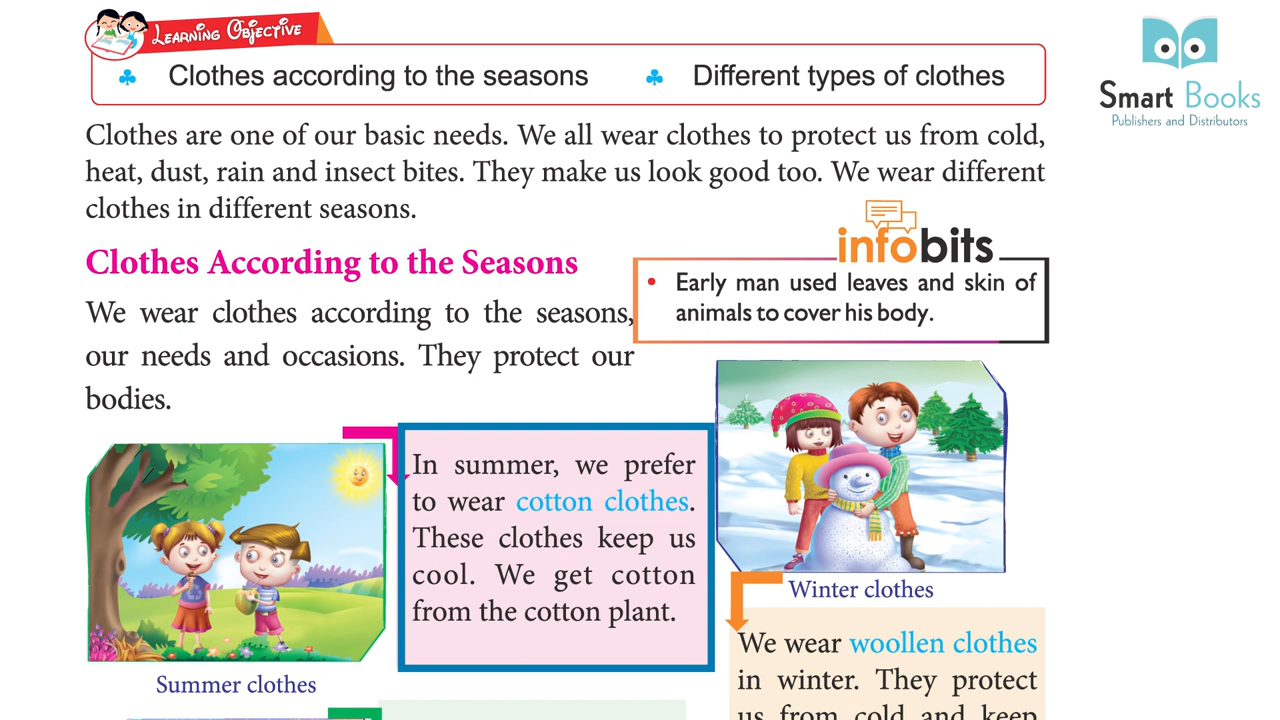 Learning Objective
♣ Clothes according to the seasons ♣ Different types of clothes
Smart Books
Publishers and Distributors
Clothes are one of our basic needs. We all wear clothes to protect us from cold,
heat, dust, rain and insect bites. They make us look good too. We wear different
clothes in different seasons.
Clothes According to the Seasons
We wear clothes according to the seasons,
our needs and occasions. They protect our
bodies.
infobits
• Early man used leaves and skin of
animals to cover his body.
Summer clothes
In summer, we prefer
to wear cotton clothes.
These clothes keep us
cool. We get cotton
from the cotton plant.
Winter clothes
We wear woollen clothes
in winter. They protect
us from cold and keep